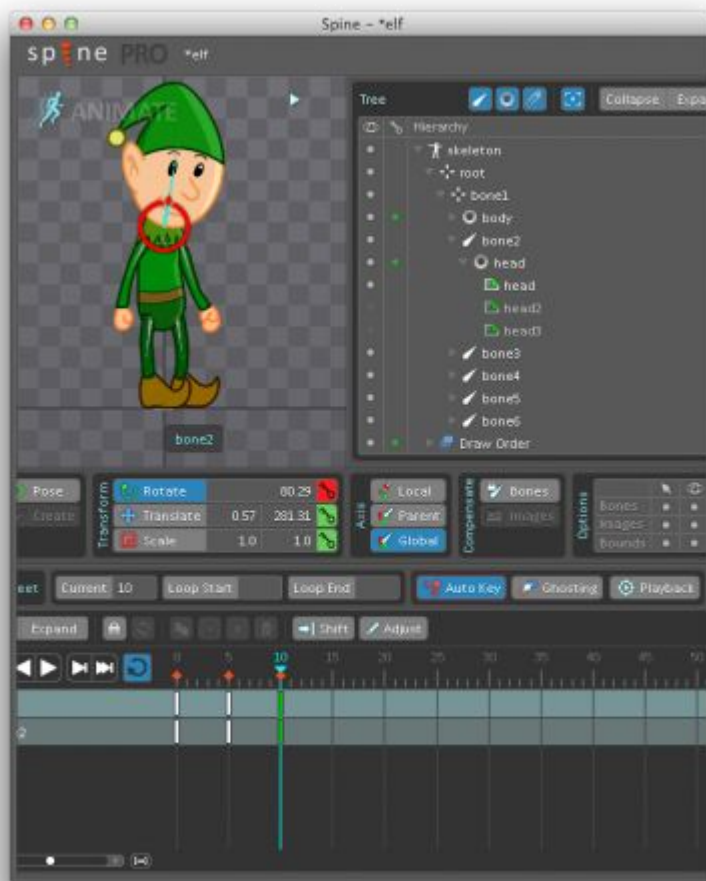 Spine - *elf
spine PRO *elf
ANIMATE
Tree
Collapse Expa
Hierarchy
skeleton
root
bone1
body
bone2
head
head
head2
head3
bone3
bone4
bone5
bone6
Draw Order
bone2
Pose
Create
Transform
Rotate 80.29
Translate 0.57 281.31
Scale 1.0 1.0
Axis
Local
Parent
Global
Compensate
Bones
Images
Options
Bones
Images
Bounds
eet Current 10 Loop Start Loop End Auto Key Ghosting Playback
Expand Shift Adjust
0 5 10 15 20 25 30 35 40 45 50
2